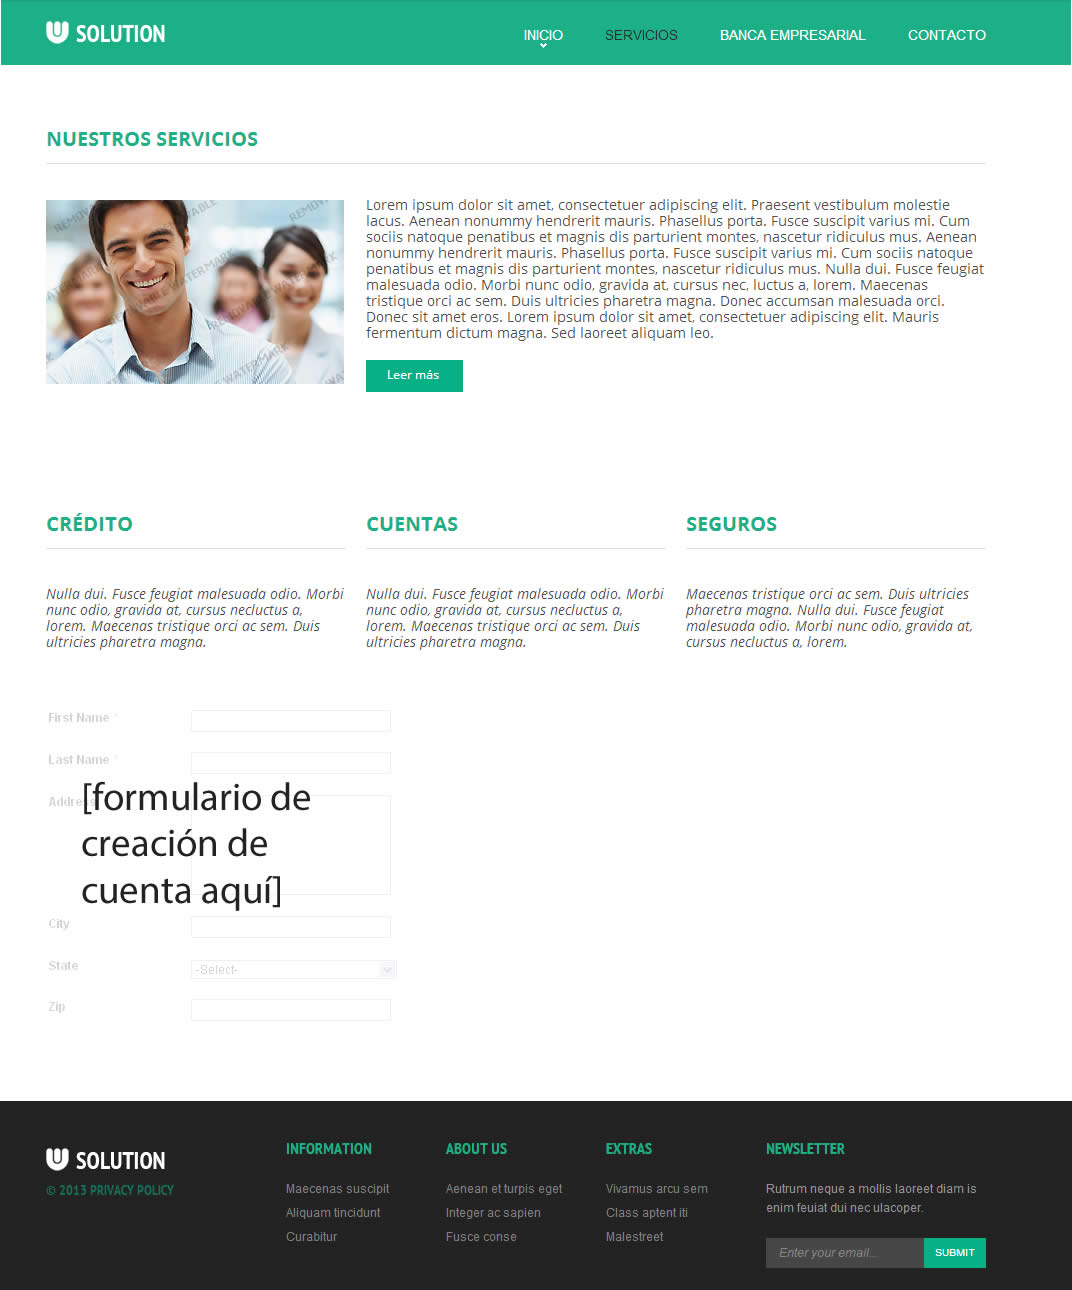 SOLUTION
INICIO SERVICIOS BANCA EMPRESARIAL CONTACTO
NUESTROS SERVICIOS
REMOVABLE WATERMARK
Lorem ipsum dolor sit amet, consectetuer adipiscing elit. Praesent vestibulum molestie
lacus. Aenean nonummy hendrerit mauris. Phasellus porta. Fusce suscipit varius mi. Cum
sociis natoque penatibus et magnis dis parturient montes, nascetur ridiculus mus. Aenean
nonummy hendrerit mauris. Phasellus porta. Fusce suscipit varius mi. Cum sociis natoque
penatibus et magnis dis parturient montes, nascetur ridiculus mus. Nulla dui. Fusce feugiat
malesuada odio. Morbi nunc odio, gravida at, cursus nec, luctus a, lorem. Maecenas
tristique orci ac sem. Duis ultricies pharetra magna. Donec accumsan malesuada orci.
Donec sit amet eros. Lorem ipsum dolor sit amet, consectetuer adipiscing elit. Mauris
fermentum dictum magna. Sed laoreet aliquam leo.
Leer más
CRÉDITO
Nulla dui. Fusce feugiat malesuada odio. Morbi
nunc odio, gravida at, cursus necluctus a,
lorem. Maecenas tristique orci ac sem. Duis
ultricies pharetra magna.
CUENTAS
Nulla dui. Fusce feugiat malesuada odio. Morbi
nunc odio, gravida at, cursus necluctus a,
lorem. Maecenas tristique orci ac sem. Duis
ultricies pharetra magna.
SEGUROS
Maecenas tristique orci ac sem. Duis ultricies
pharetra magna. Nulla dui. Fusce feugiat
malesuada odio. Morbi nunc odio, gravida at,
cursus necluctus a, lorem.
First Name *
Last Name *
Address
[formulario de
creación de
cuenta aquí]
City
State -Select-
Zip
SOLUTION
© 2013 PRIVACY POLICY
INFORMATION
Maecenas suscipit
Aliquam tincidunt
Curabitur
ABOUT US
Aenean et turpis eget
Integer ac sapien
Fusce conse
EXTRAS
Vivamus arcu sem
Class aptent iti
Malestreet
NEWSLETTER
Rutrum neque a mollis laoreet diam is
enim feuiat dui nec ulacoper.
Enter your email... SUBMIT